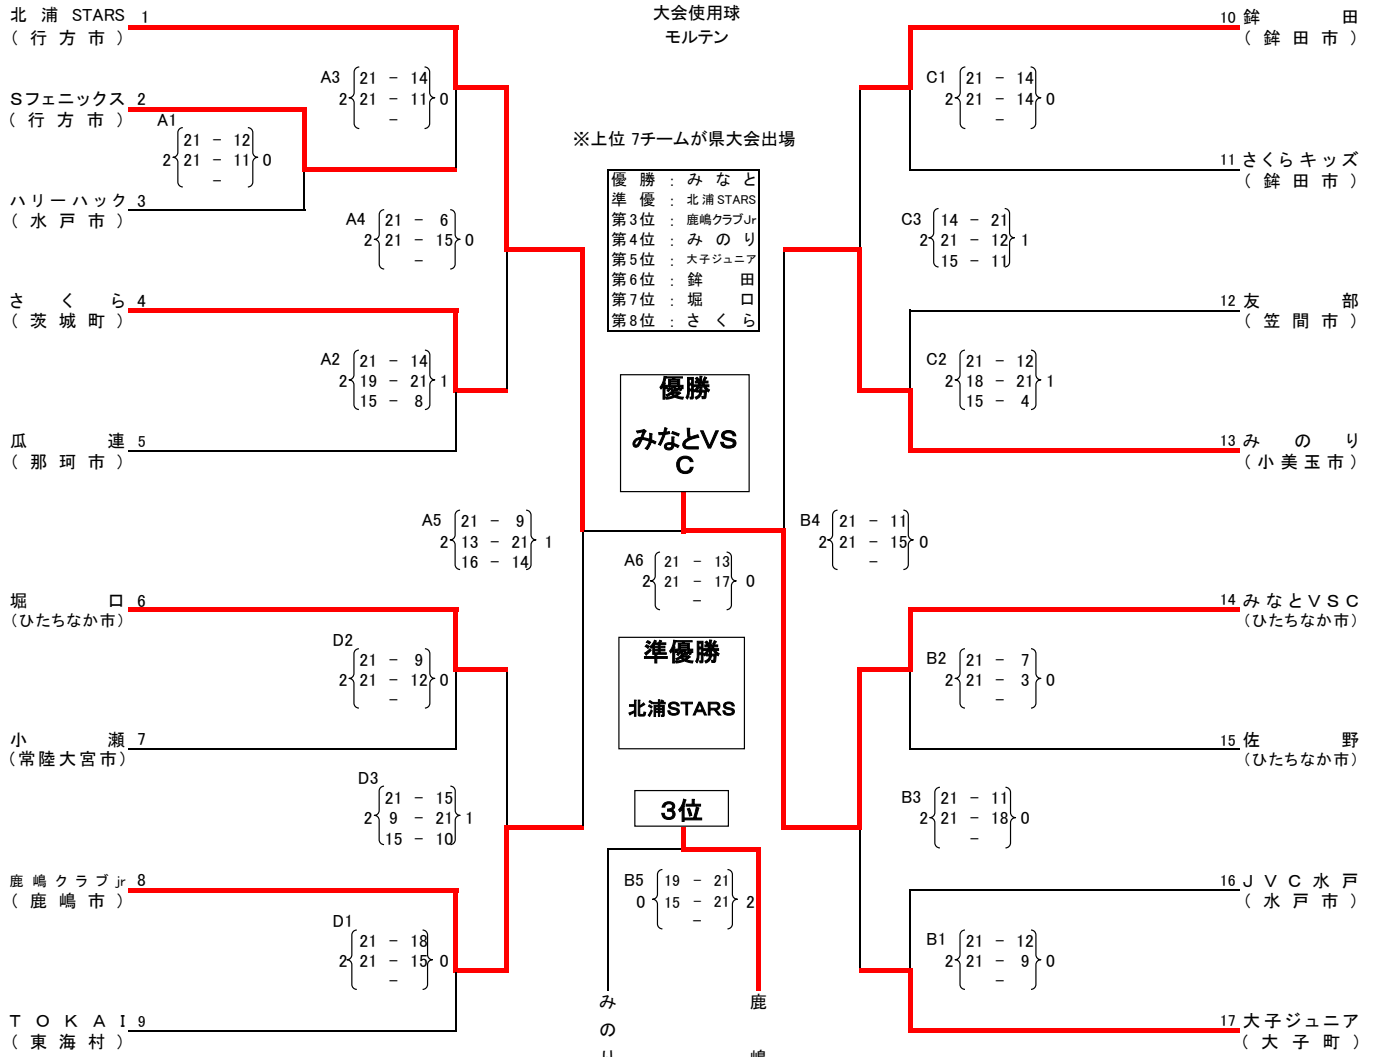 大会使用球
モルテン
※上位 7チームが県大会出場
優勝 : みなと
準優 : 北浦STARS
第3位 : 鹿嶋クラブJr
第4位 : みのり
第5位 : 大子ジュニア
第6位 : 鉾田
第7位 : 堀口
第8位 : さくら
北浦 STARS 1
(行方市)
Sフェニックス 2
(行方市)
ハリーハック 3
(水戸市)
さくら 4
(茨城町)
瓜連 5
(那珂市)
堀口 6
(ひたちなか市)
小瀬 7
(常陸大宮市)
鹿嶋クラブjr 8
(鹿嶋市)
TOKAI 9
(東海村)
A1
21 - 12
2 21 - 11 0
-
A3 21 - 14
2 21 - 11 0
-
A4 21 - 6
2 21 - 15 0
-
A2 21 - 14
2 19 - 21 1
15 - 8
A5 21 - 9
2 13 - 21 1
16 - 14
D2
21 - 9
2 21 - 12 0
-
D3
21 - 15
2 9 - 21 1
15 - 10
D1
21 - 18
2 21 - 15 0
-
優勝
みなとVS
C
A6 21 - 13
2 21 - 17 0
-
準優勝
北浦STARS
3位
B5 19 - 21
0 15 - 21 2
-
みのり
鹿嶋
10 鉾田
(鉾田市)
11 さくらキッズ
(鉾田市)
12 友部
(笠間市)
13 みのり
(小美玉市)
14 みなとVSC
(ひたちなか市)
15 佐野
(ひたちなか市)
16 JVC水戸
(水戸市)
17 大子ジュニア
(大子町)
C1 21 - 14
2 21 - 14 0
-
C3 14 - 21
2 21 - 12 1
15 - 11
C2 21 - 12
2 18 - 21 1
15 - 4
B4 21 - 11
2 21 - 15 0
-
B2 21 - 7
2 21 - 3 0
-
B3 21 - 11
2 21 - 18 0
-
B1 21 - 12
2 21 - 9 0
-